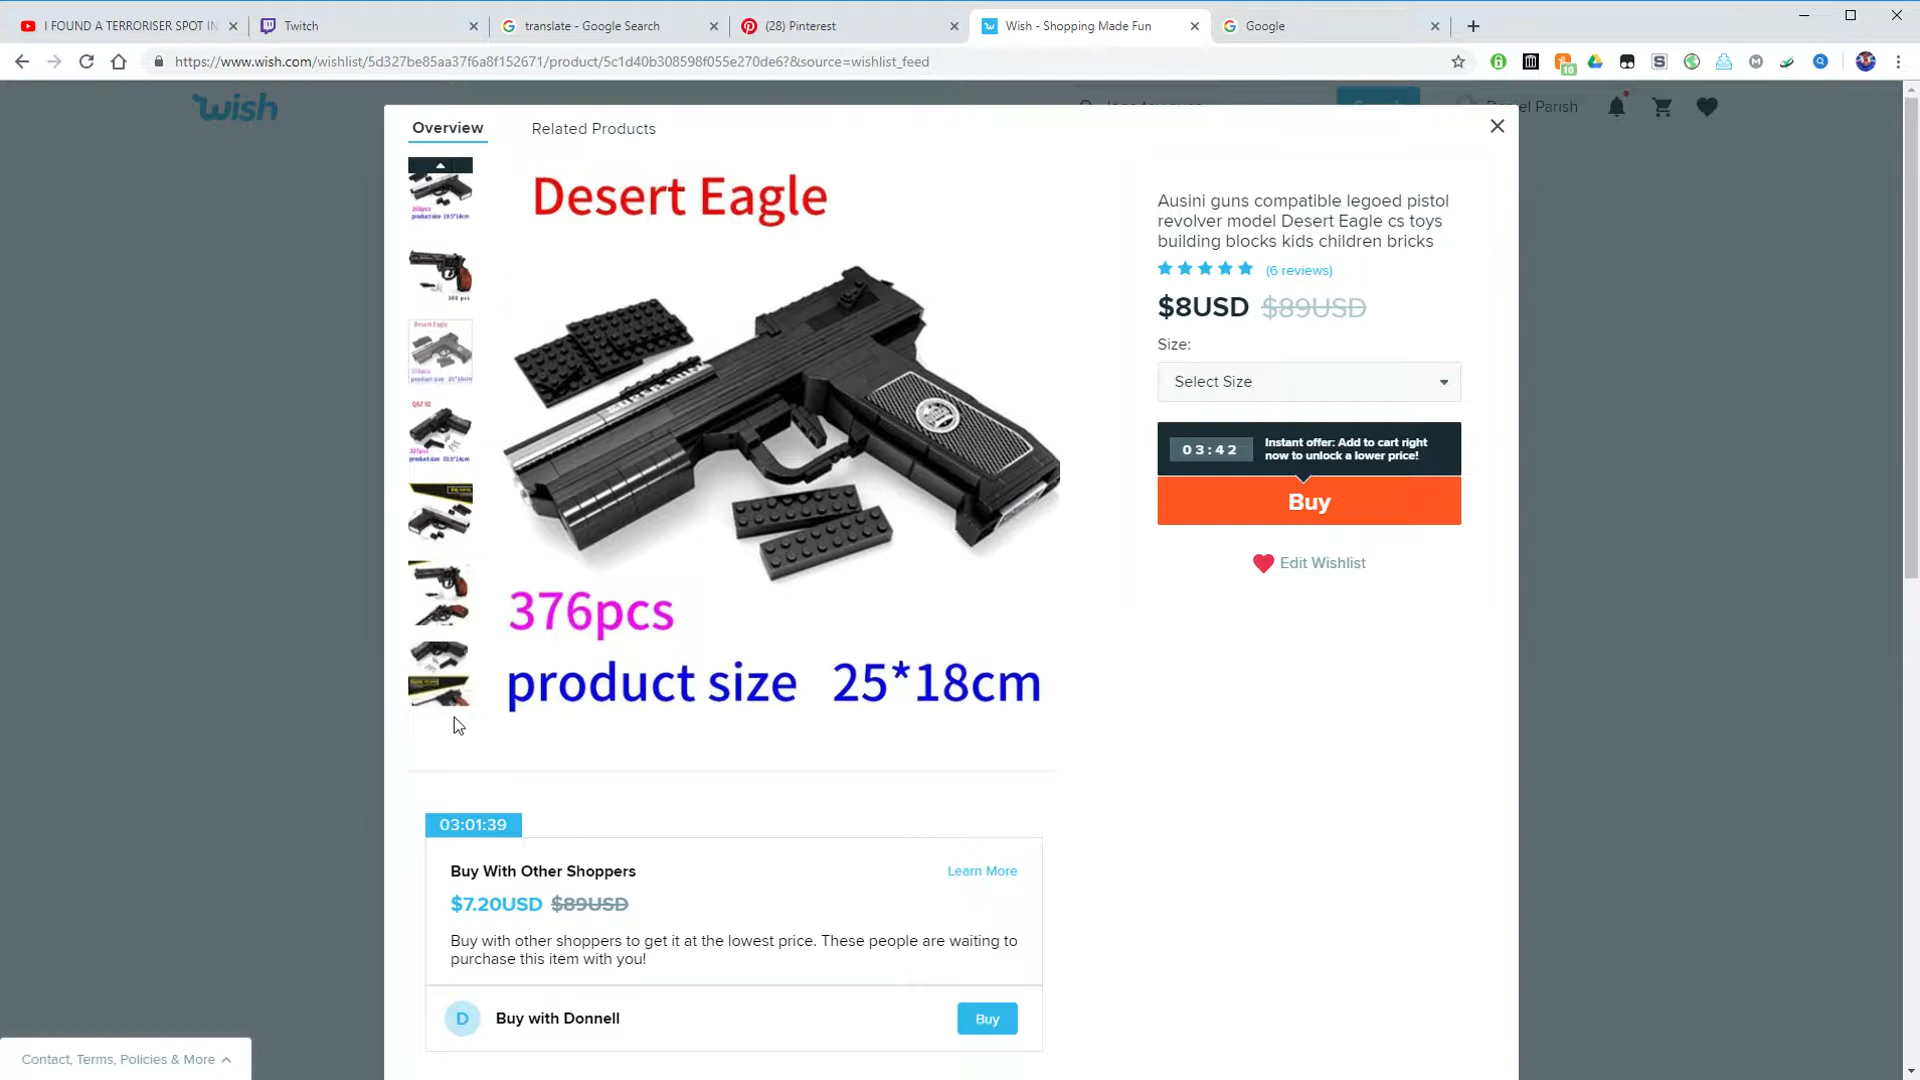 I FOUND A TERRORISER SPOT IN
Twitch
translate - Google Search
(28) Pinterest
Wish - Shopping Made Fun
Google
https://www.wish.com/wishlist/5d327be85aa37f6a8f152671/product/5c1d40b308598f055e270de6?&source=wishlist_feed
wish
Parish
Overview
Related Products
Desert Eagle
376pcs
product size 25*18cm
Ausini guns compatible legoed pistol
revolver model Desert Eagle cs toys
building blocks kids children bricks
(6 reviews)
$8USD $89USD
Size:
Select Size
03:42
Instant offer: Add to cart right
now to unlock a lower price!
Buy
Edit Wishlist
03:01:39
Buy With Other Shoppers
Learn More
$7.20USD $89USD
Buy with other shoppers to get it at the lowest price. These people are waiting to
purchase this item with you!
D
Buy with Donnell
Buy
Contact, Terms, Policies & More